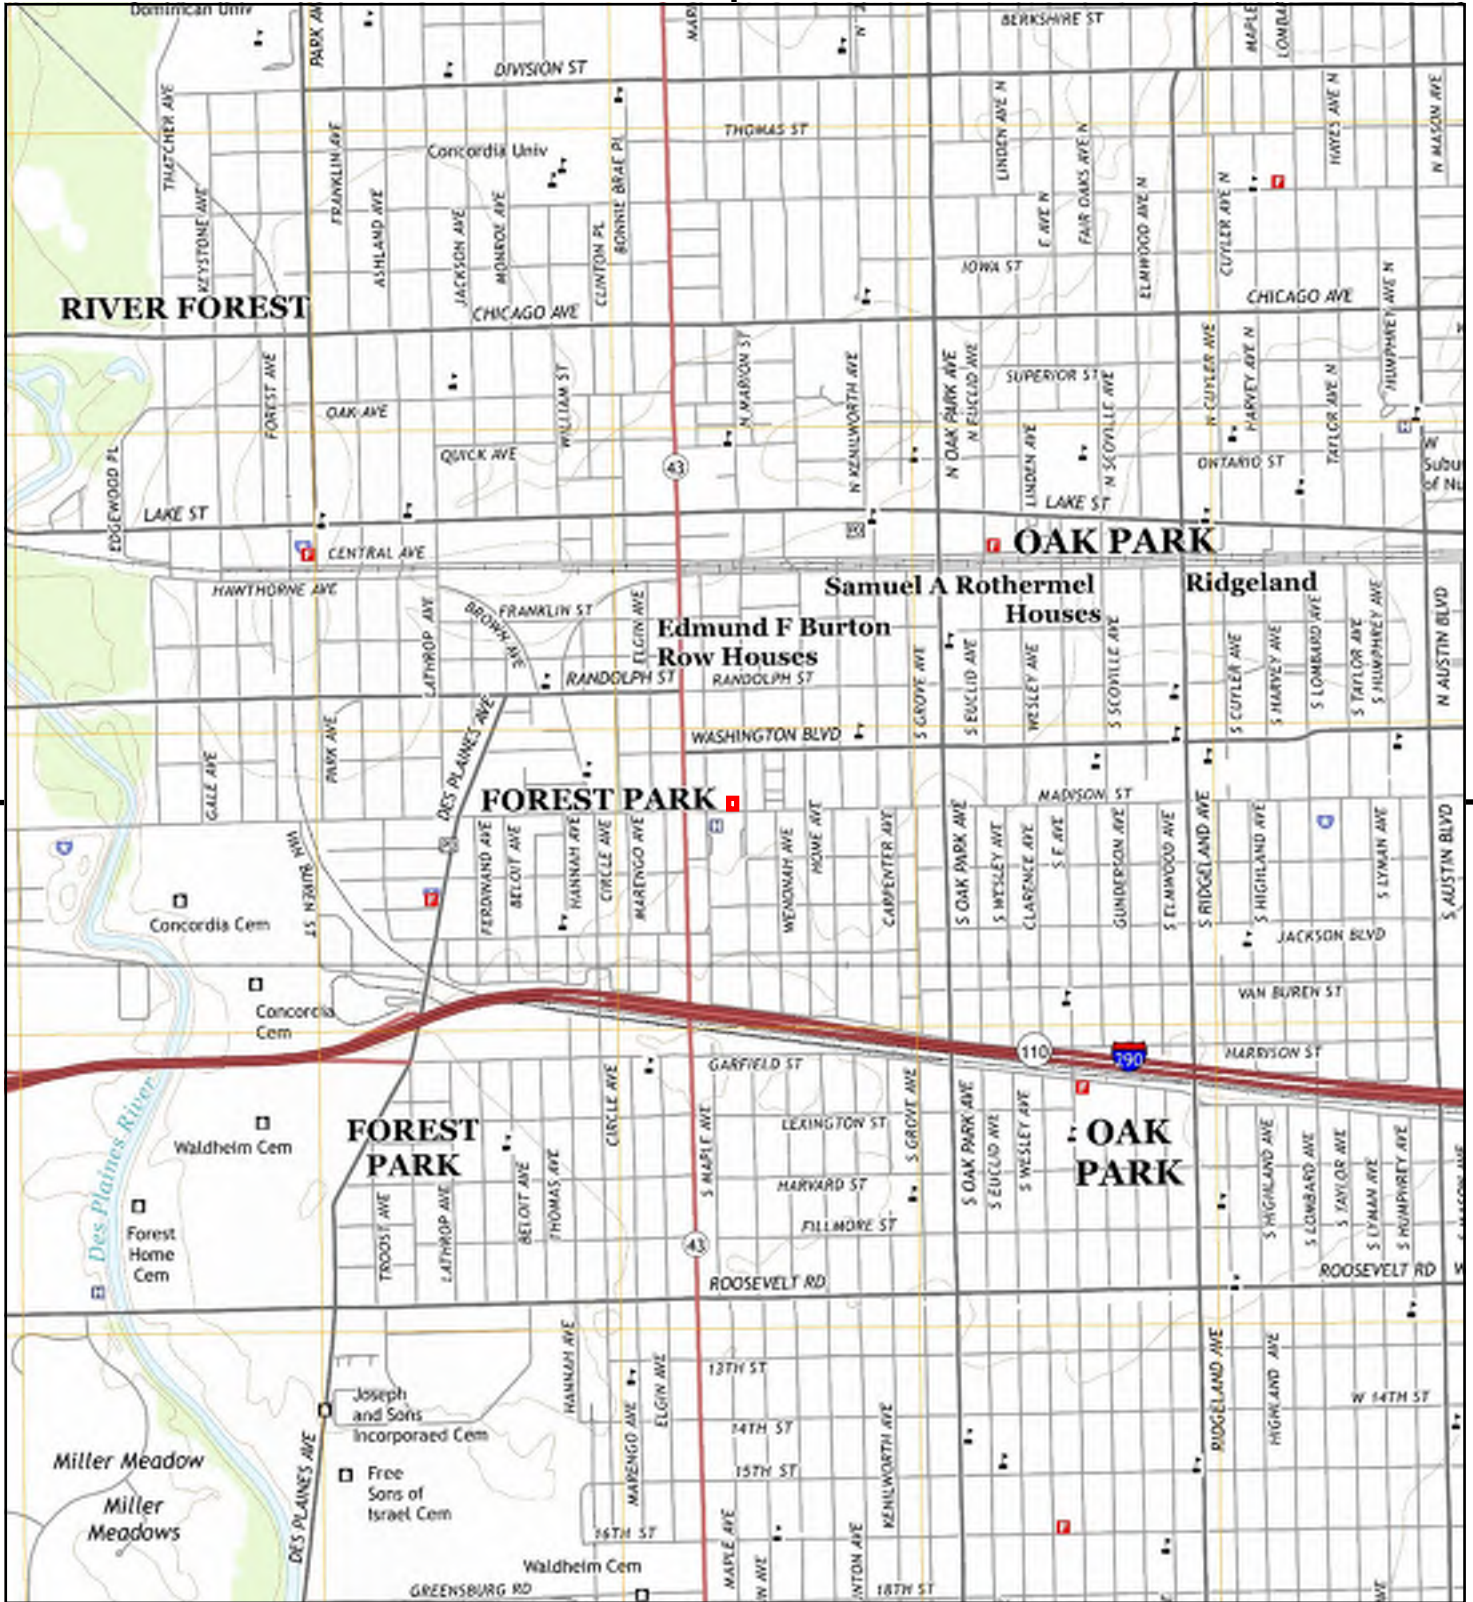 Dominican Univ
PARK AV
BERKSHIRE ST
MAPLE
LOMBA
DIVISION ST
THATCHER AVE
FRANKLIN AVE
THOMAS ST
LINDEN AVE N
HAYES AVE N
N MASON AVE
Concordia Univ
BONNIE BRAE PL
FAIR OAKS AVE N
KEYSTONE AVE
ASHLAND AVE
JACKSON AVE
MONROE AVE
CLINTON PL
E AVE N
ELMWOOD AVE N
CUYLER AVE N
IOWA ST
RIVER FOREST
CHICAGO AVE
CHICAGO AVE
HUMPHREY AVE N
FOREST AVE
WILLIAM ST
N MARION ST
N KENILWORTH AVE
N OAK PARK AVE
N EUCLID AVE
SUPERIOR ST
N SCOVILLE AVE
N CUYLER AVE
HARVEY AVE N
TAYLOR AVE N
OAK AVE
QUICK AVE
43
LINDEN AVE
ONTARIO ST
W
Subu
of Nu
EDGEWOOD PL
LAKE ST
LAKE ST
PO
F
CENTRAL AVE
F
OAK PARK
HAWTHORNE AVE
Samuel A Rothermel
Houses
Ridgeland
LATHROP AVE
BROWN AVE
FRANKLIN ST
ELGIN AVE
Edmund F Burton
Row Houses
RANDOLPH ST
RANDOLPH ST
S GROVE AVE
S EUCLID AVE
WESLEY AVE
S SCOVILLE AVE
S CUYLER AVE
S HARVEY AVE
S LOMBARD AVE
S TAYLOR AVE
S HUMPHREY AVE
N AUSTIN BLVD
GALE AVE
PARK AVE
DES PLAINES AVE
WASHINGTON BLVD
FOREST PARK
MADISON ST
H
FERDINAND AVE
BELOIT AVE
HANNAH AVE
CIRCLE AVE
MARENGO AVE
WENONAH AVE
HOME AVE
CARPENTER AVE
S OAK PARK AVE
S WESLEY AVE
CLARENCE AVE
S E AVE
GUNDERSON AVE
S ELMWOOD AVE
S RIDGELAND AVE
S HIGHLAND AVE
S LYMAN AVE
S AUSTIN BLVD
VAN BUREN ST
F
Concordia Cem
JACKSON BLVD
Concordia
Cem
VAN BUREN ST
110
290
HARRISON ST
F
GARFIELD ST
CIRCLE AVE
S MAPLE AVE
LEXINGTON ST
S GROVE AVE
S OAK PARK AVE
S EUCLID AVE
S WESLEY AVE
Des Plaines River
FOREST
PARK
OAK
PARK
Waldheim Cem
HARVARD ST
TROOST AVE
LATHROP AVE
BELOIT AVE
THOMAS AVE
FILLMORE ST
S HIGHLAND AVE
S LOMBARD AVE
S TAYLOR AVE
S LYMAN AVE
S HUMPHREY AVE
Forest
Home
Cem
H
43
ROOSEVELT RD
ROOSEVELT RD
W
HANNAH AVE
MARENGO AVE
ELGIN AVE
13TH ST
RIDGELAND AVE
HIGHLAND AVE
W 14TH ST
Joseph
and Sons
Incorporaed Cem
14TH ST
KENILWORTH AVE
Miller Meadow
15TH ST
DES PLAINES AVE
Free
Sons of
Israel Cem
Miller
Meadows
16TH ST
MAPLE AVE
F
Waldheim Cem
GREENSBURG RD
18TH ST